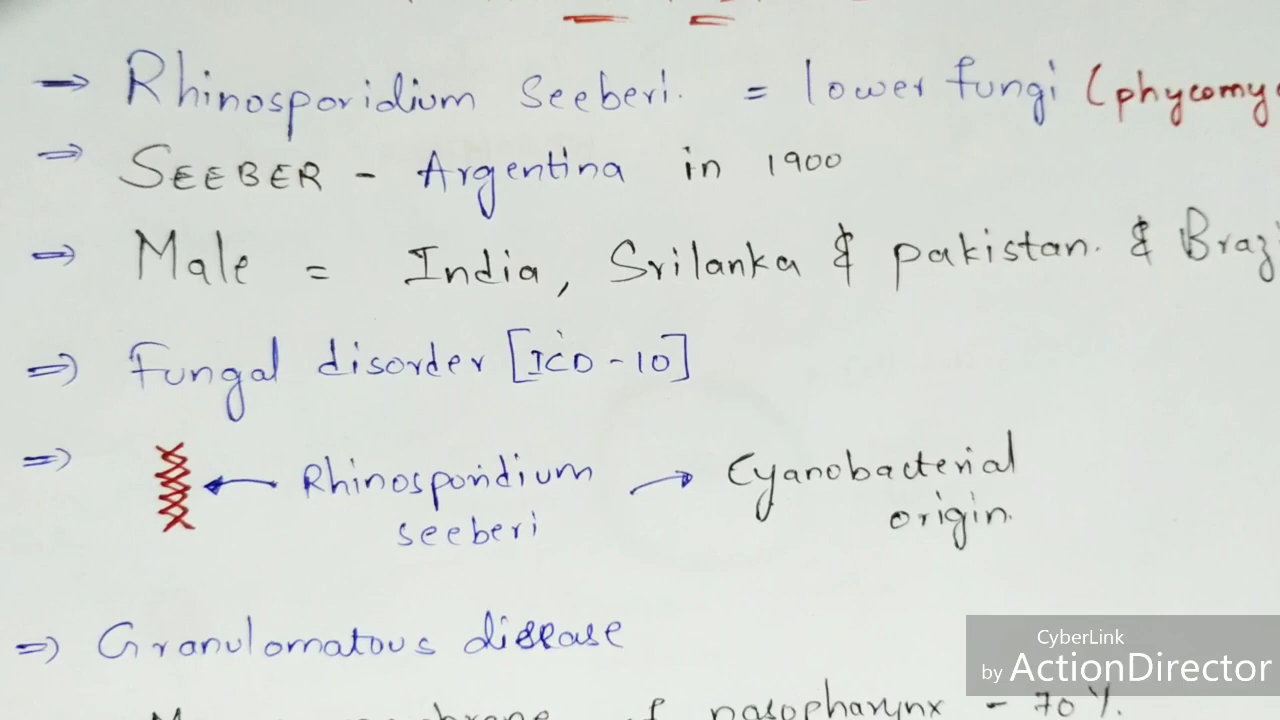 → Rhinosporidium seeberi. = lower fungi (phycomy
⇒ SEEBER - Argentina in 1900
⇒ Male = India, Srilanka & pakistan. & Brazi
⇒ Fungal disorder [ICD-10]
⇒ ← Rhinosporidium seeberi → Cyanobacterial origin.
⇒ Granulomatous disease
nasopharynx - 70%.
CyberLink
by ActionDirector